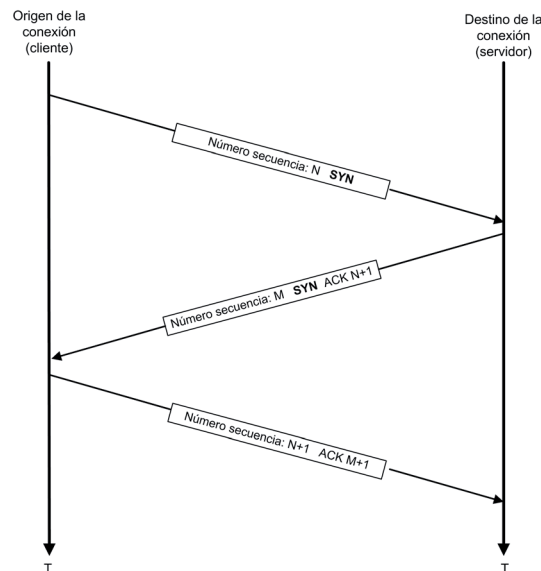 Origen de la
conexión
(cliente)
Destino de la
conexión
(servidor)
Número secuencia: N SYN
Número secuencia: M SYN ACK N+1
Número secuencia: N+1 ACK M+1
T
T